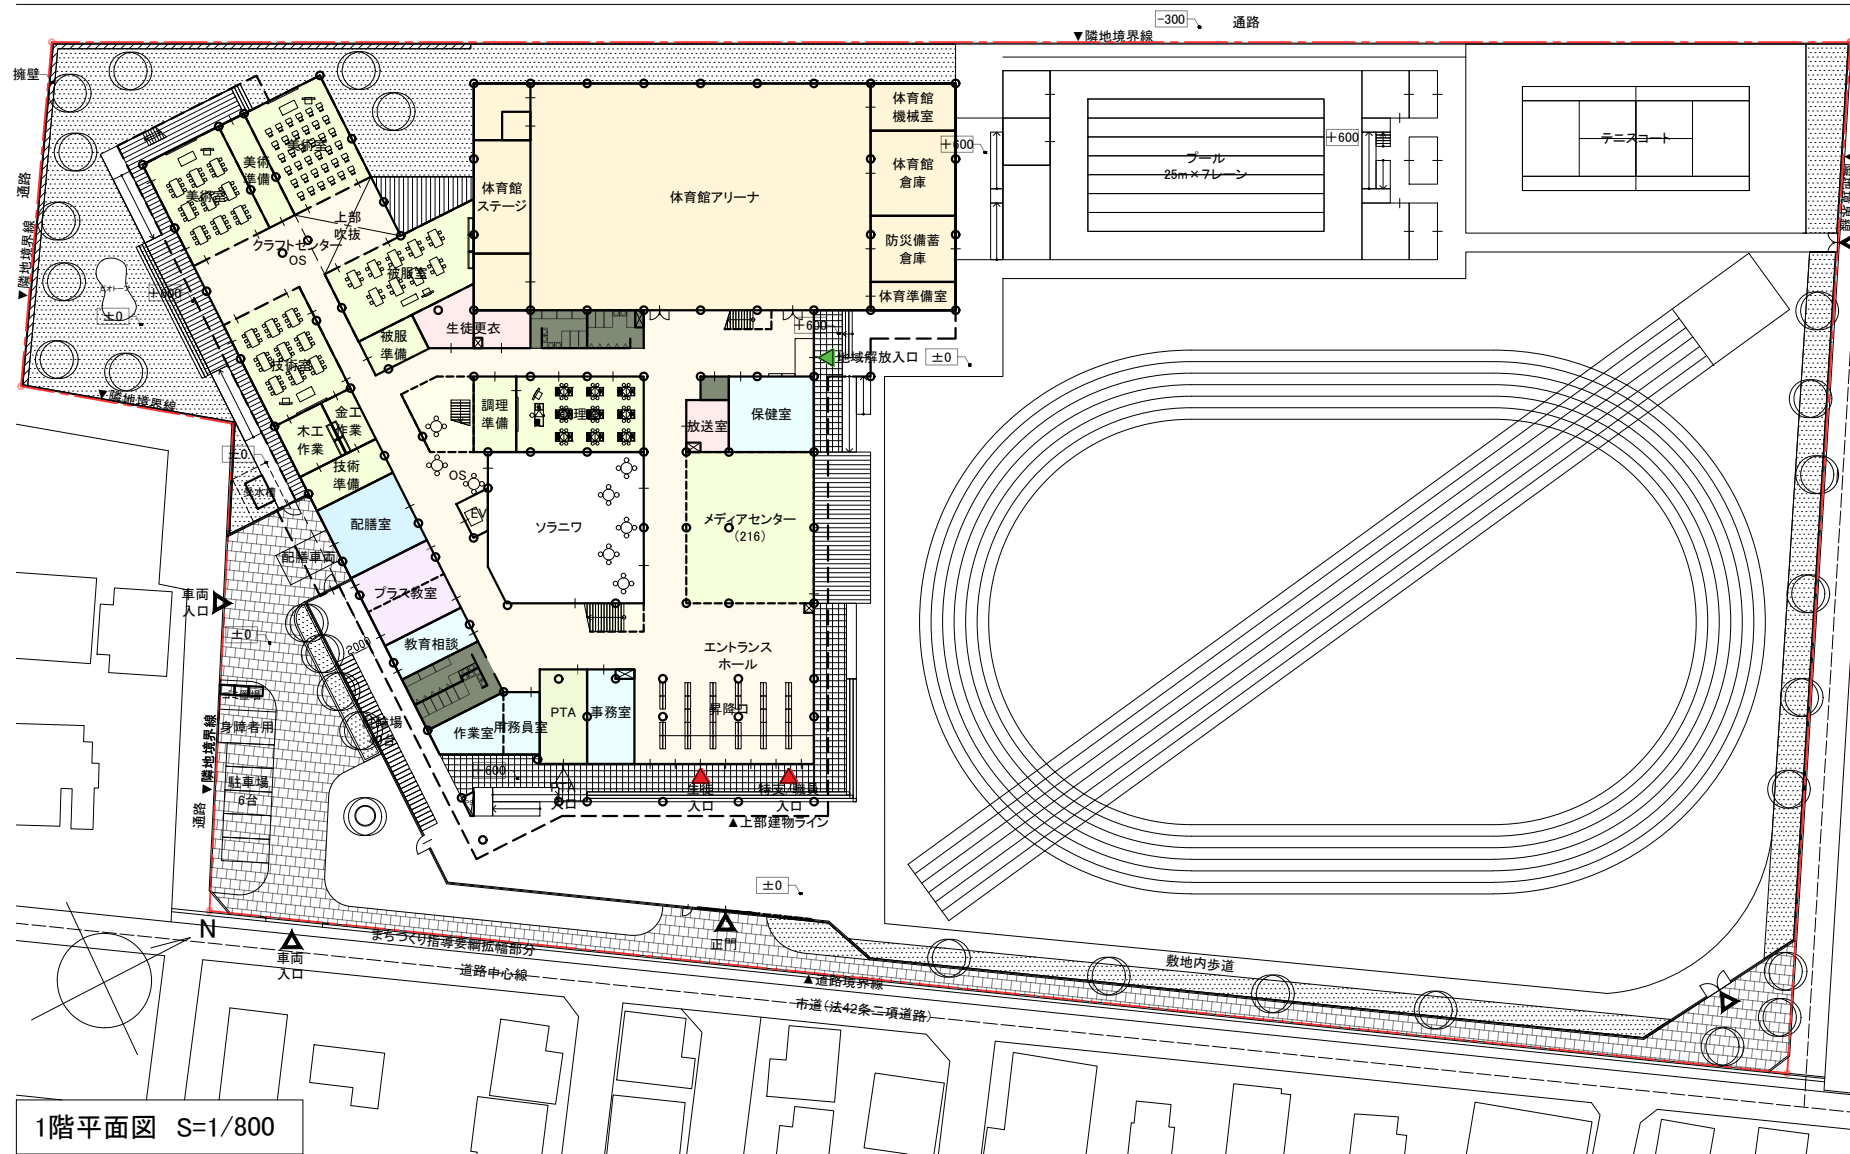 -300
通路
▼隣地境界線
擁壁
通路
▼隣地境界線
美術室
美術
準備
美術室
上部
吹抜
クラフトセンター
OS
被服室
体育館
ステージ
体育館アリーナ
体育館
機械室
体育館
倉庫
防災備蓄
倉庫
体育準備室
+600
プール
25m×7レーン
+600
テニスコート
±0
生徒更衣
被服
準備
技術室
+600
地域解放入口
±0
▼隣地境界線
金工
作業
木工
作業
技術
準備
調理
準備
放送室
保健室
±0
受水槽
OS
EV
ソラニワ
メディアセンター
(216)
配膳室
配膳車両
プラス教室
教育相談
車両
入口
±0
2000
エントランス
ホール
昇降口
PTA
事務室
用務員室
作業室
身障者用
駐車場
6台
通路
▼隣地境界線
+600
入口
生徒
入口
入口
▲上部建物ライン
±0
N
車両
入口
まちづくり指導要綱拡幅部分
道路中心線
正門
▲道路境界線
市道(法42条二項道路)
敷地内歩道
1階平面図 S=1/800